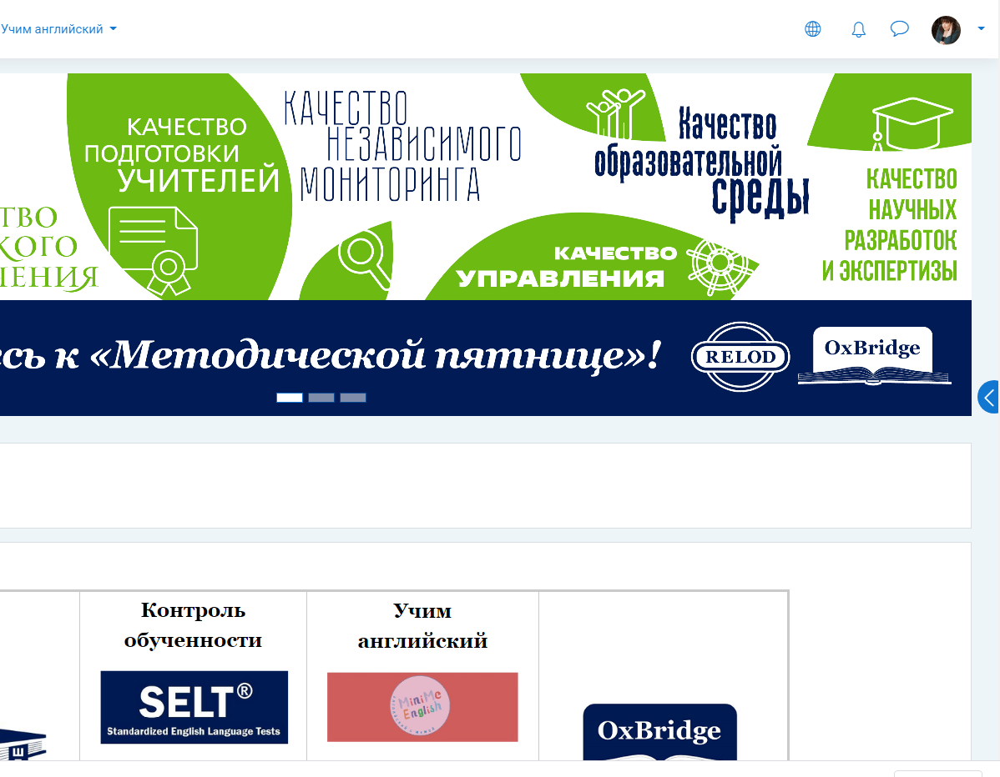 Учим английский
КАЧЕСТВО
ПОДГОТОВКИ
УЧИТЕЛЕЙ
КАЧЕСТВО
НЕЗАВИСИМОГО
МОНИТОРИНГА
Качество
образовательной
среды
КАЧЕСТВО
НАУЧНЫХ
РАЗРАБОТОК
И ЭКСПЕРТИЗЫ
ТВО
КОГО
ЕНИЯ
КАЧЕСТВО
УПРАВЛЕНИЯ
сь к «Методической пятнице»!
RELOD
OxBridge
Контроль
обученности
SELT®
Standardized English Language Tests
Учим
английский
MiniMe
English
OxBridge